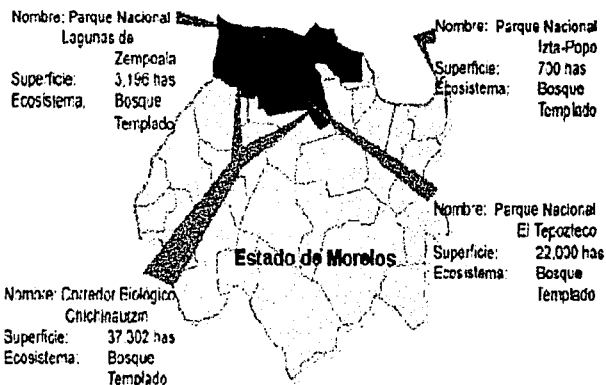 Nombre: Parque Nacional
Lagunas de
Zempoala
Superficie: 3,196 has
Ecosistema, Bosque
Templado
Nombre: Parque Nacional
Izta-Popo
Superficie: 700 has
Ecosistema: Bosque
Templado
Nombre: Parque Nacional
El Tepozteco
Superficie: 22,000 has
Ecosistema: Bosque
Templado
Estado de Morelos
Nombre: Corredor Biológico
Chichinautzin
Superficie: 37,302 has
Ecosistema: Bosque
Templado